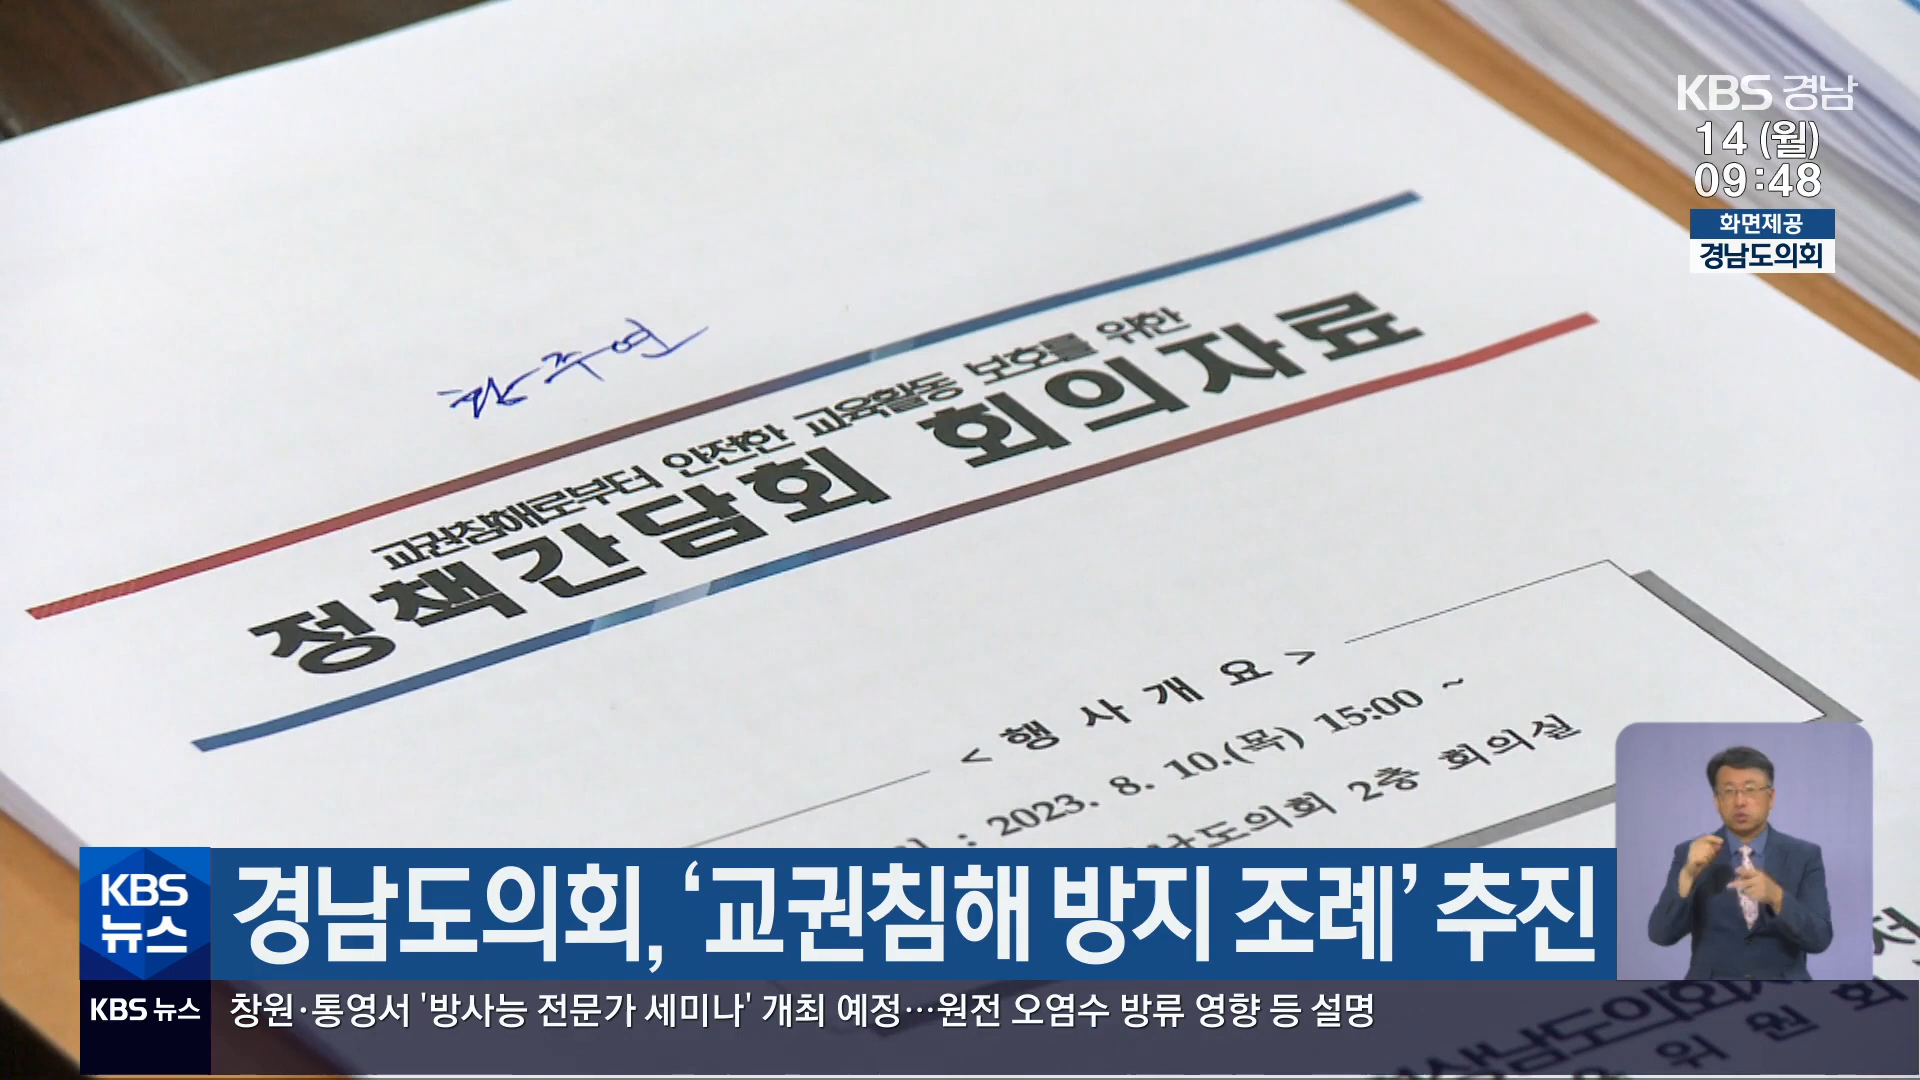 KBS 경남
14 (월)
09:48
화면제공
경남도의회
교권침해로부터 안전한 교육활동 보호를 위한
정책간담회 회의자료
< 행 사 개 요 >
: 2023. 8. 10.(목) 15:00 ~
남도의회 2층 회의실
KBS
뉴스
경남도의회, ‘교권침해 방지 조례’ 추진
KBS 뉴스
창원·통영서 '방사능 전문가 세미나' 개최 예정…원전 오염수 방류 영향 등 설명